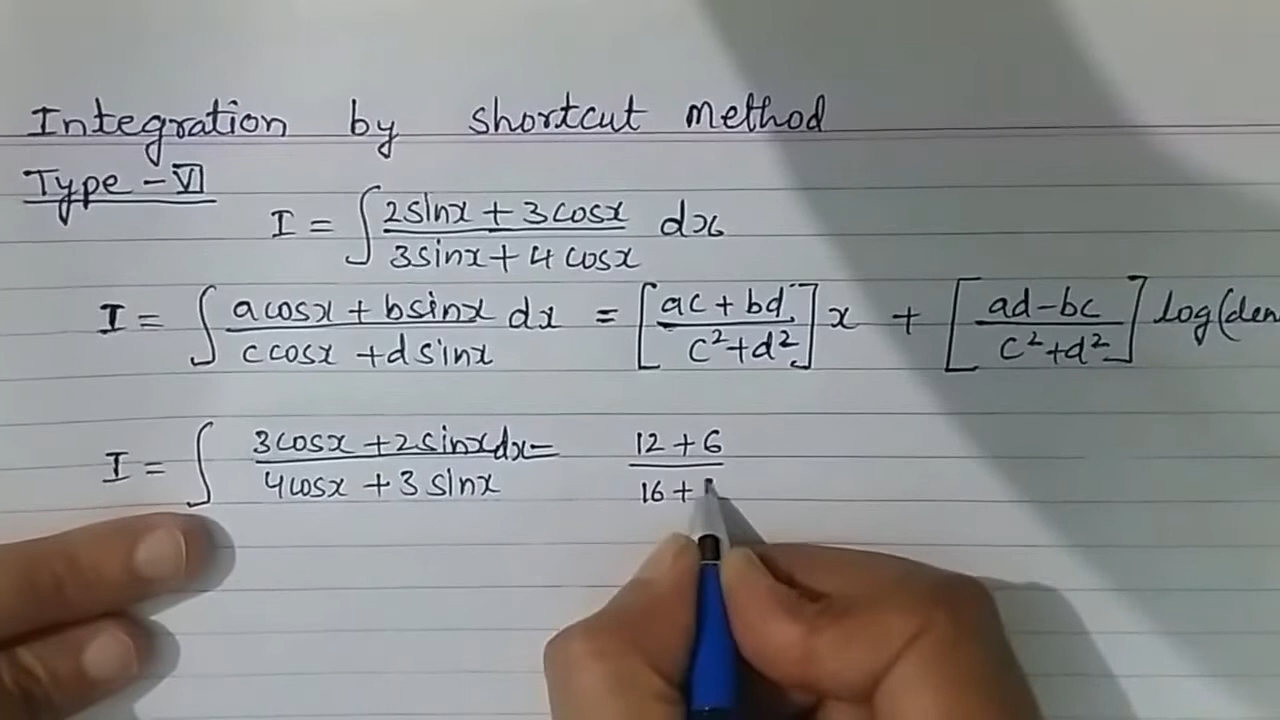 Integration by shortcut method
Type - VI
I = ∫ (2sinx + 3cosx)/(3sinx + 4cosx) dx
I = ∫ (acosx + bsinx)/(ccosx + dsinx) dx = [(ac + bd)/(c² + d²)] x + [(ad - bc)/(c² + d²)] log(den
I = ∫ (3cosx + 2sinx)/(4cosx + 3sinx) dx = (12 + 6)/(16 +